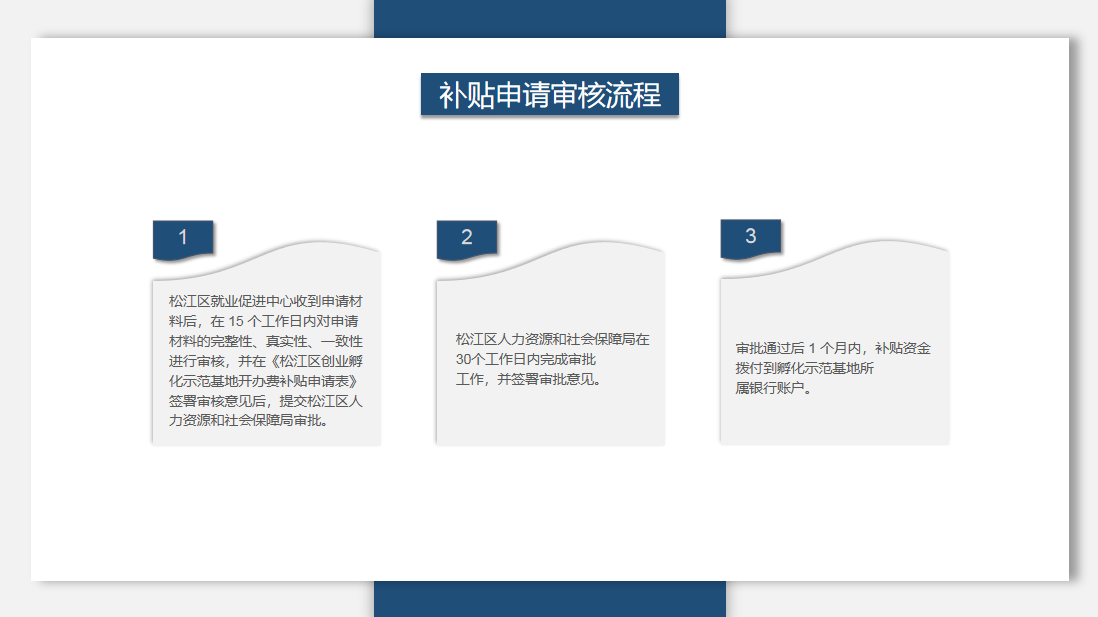 补贴申请审核流程
1
松江区就业促进中心收到申请材
料后，在 15 个工作日内对申请
材料的完整性、真实性、一致性
进行审核，并在《松江区创业孵
化示范基地开办费补贴申请表》
签署审核意见后，提交松江区人
力资源和社会保障局审批。
2
松江区人力资源和社会保障局在
30个工作日内完成审批
工作，并签署审批意见。
3
审批通过后 1 个月内，补贴资金
拨付到孵化示范基地所
属银行账户。